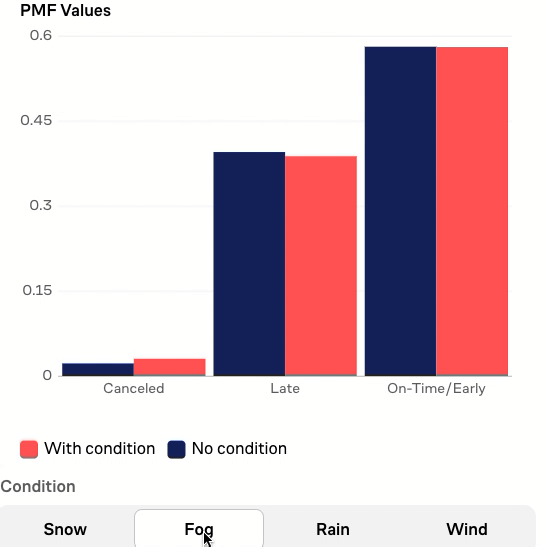 PMF Values
0.6
0.45
0.3
0.15
0
Canceled Late On-Time/Early
With condition No condition
Condition
Snow Fog Rain Wind